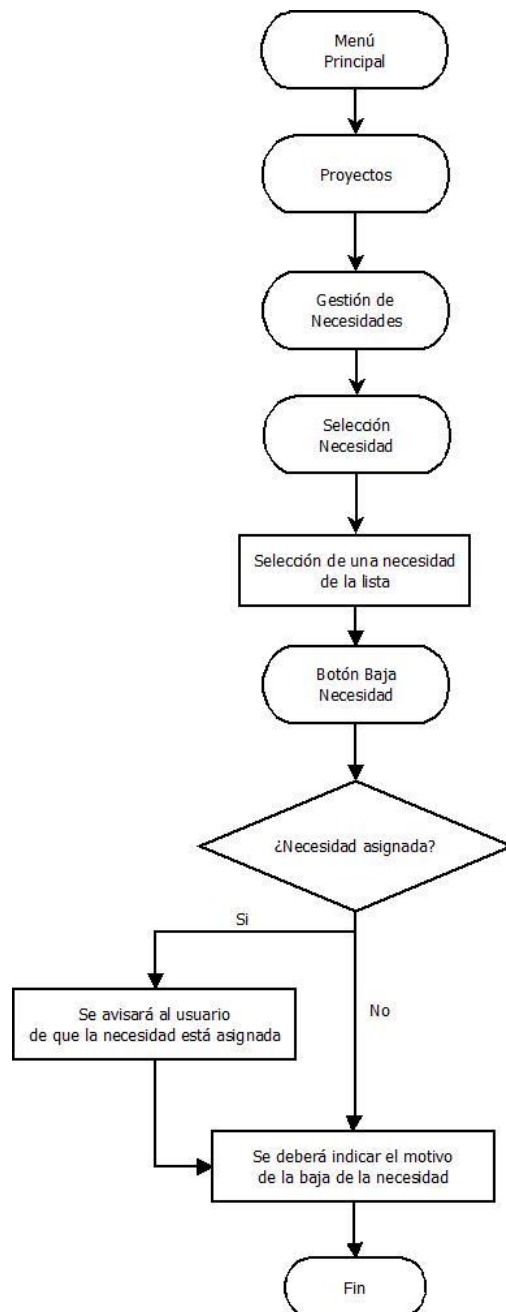 Menú
Principal
Proyectos
Gestión de
Necesidades
Selección
Necesidad
Selección de una necesidad
de la lista
Botón Baja
Necesidad
¿Necesidad asignada?
Si
Se avisará al usuario
de que la necesidad está asignada
No
Se deberá indicar el motivo
de la baja de la necesidad
Fin